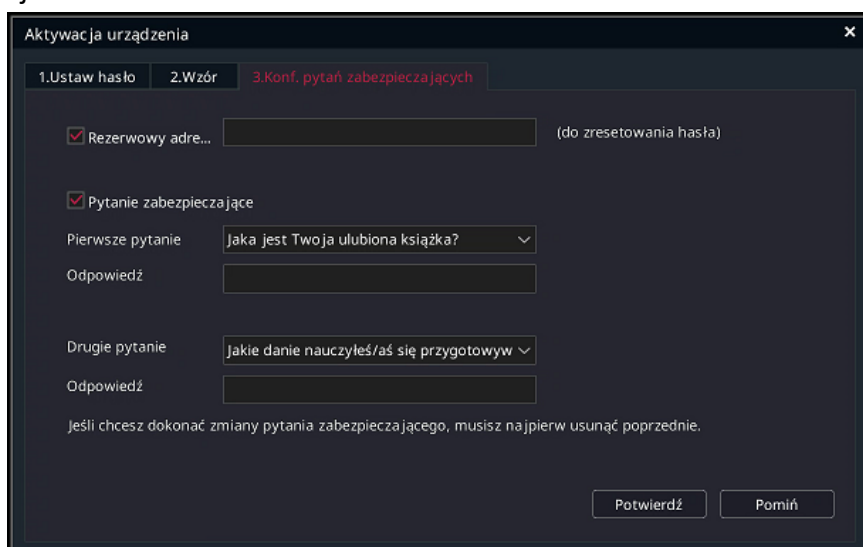 Aktywacja urządzenia
1.Ustaw hasło 2.Wzór 3.Konf. pytań zabezpieczających
Rezerwowy adre... (do zresetowania hasła)
Pytanie zabezpieczające
Pierwsze pytanie Jaka jest Twoja ulubiona książka?
Odpowiedź
Drugie pytanie Jakie danie nauczyłeś/aś się przygotowyw
Odpowiedź
Jeśli chcesz dokonać zmiany pytania zabezpieczającego, musisz najpierw usunąć poprzednie.
Potwierdź Pomiń